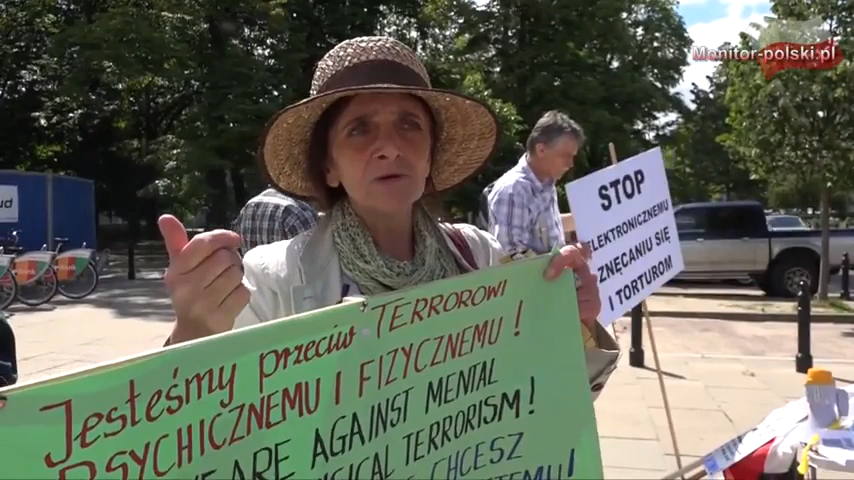 Monitor-polski.pl
STOP
ELEKTRONICZNEMU
ZNĘCANIU SIĘ
I TORTUROM
Jesteśmy przeciw TERROROWI
PSYCHICZNEMU I FIZYCZNEMU !
WE ARE AGAINST MENTAL
TERRORISM !
CHCESZ